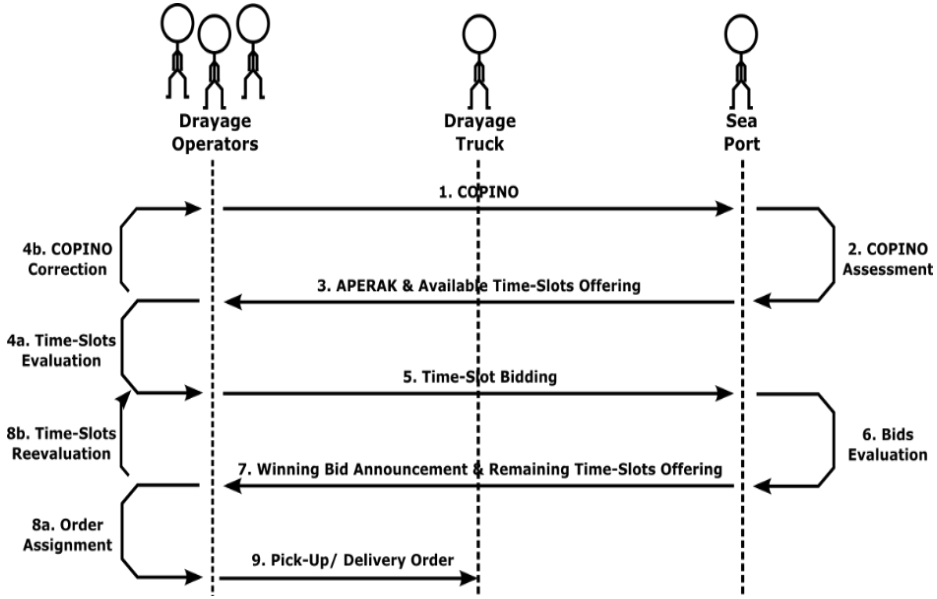 Drayage
Operators
Drayage
Truck
Sea
Port
1. COPINO
4b. COPINO
Correction
2. COPINO
Assessment
3. APERAK & Available Time-Slots Offering
4a. Time-Slots
Evaluation
5. Time-Slot Bidding
8b. Time-Slots
Reevaluation
6. Bids
Evaluation
7. Winning Bid Announcement & Remaining Time-Slots Offering
8a. Order
Assignment
9. Pick-Up/ Delivery Order